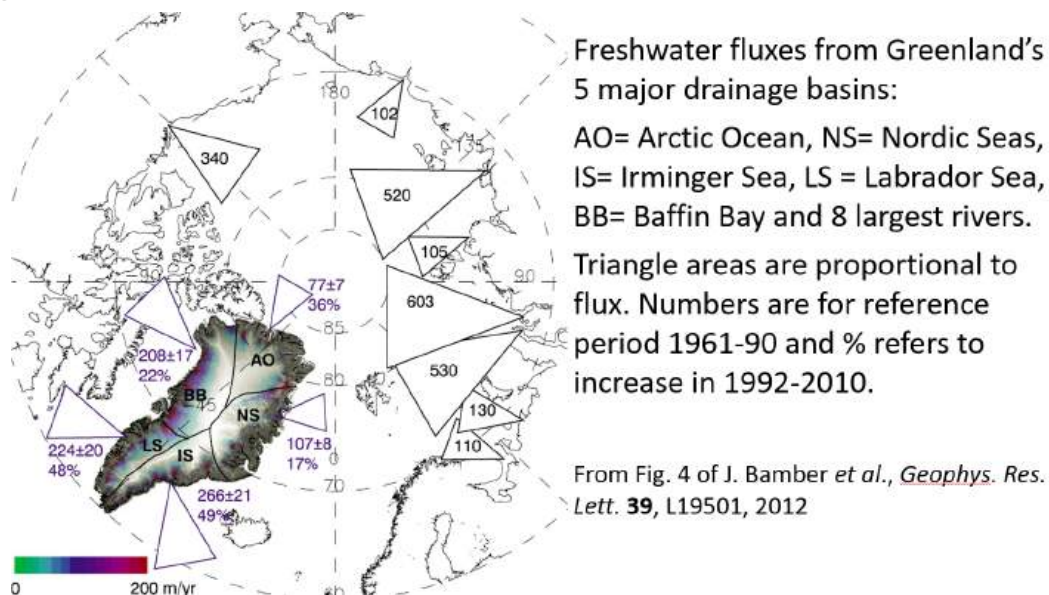 180
102
340
520
105
90
90
603
77±7
36%
85
208±17
22%
AO
80
530
BB
45
NS
130
LS
IS
110
224±20
48%
107±8
17%
0
70
266±21
49%
60
0
200 m/yr
Freshwater fluxes from Greenland's
5 major drainage basins:
AO= Arctic Ocean, NS= Nordic Seas,
IS= Irminger Sea, LS = Labrador Sea,
BB= Baffin Bay and 8 largest rivers.
Triangle areas are proportional to
flux. Numbers are for reference
period 1961-90 and % refers to
increase in 1992-2010.
From Fig. 4 of J. Bamber et al., Geophys. Res.
Lett. 39, L19501, 2012